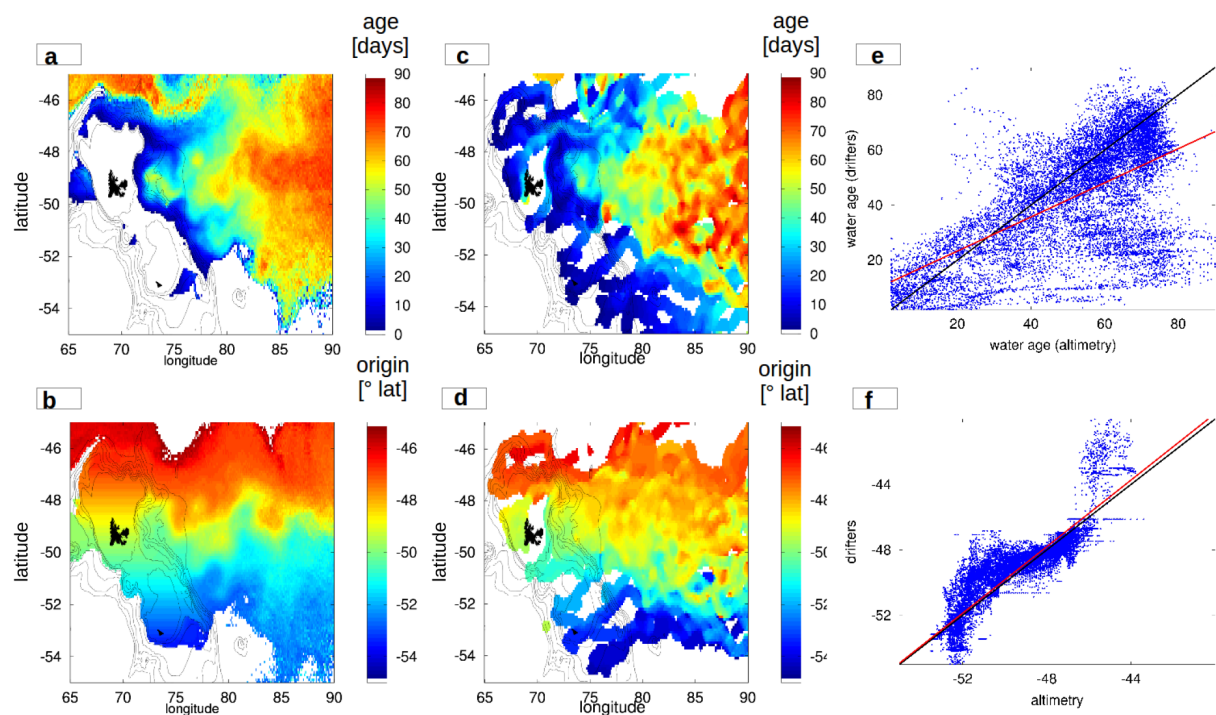 a
age
[days]
latitude
-46
-48
-50
-52
-54
65 70 75 80 85 90
longitude
90
80
70
60
50
40
30
20
10
0
c
age
[days]
latitude
-46
-48
-50
-52
-54
65 70 75 80 85 90
longitude
90
80
70
60
50
40
30
20
10
0
e
water age (drifters)
80
60
40
20
20 40 60 80
water age (altimetry)
b
origin
[° lat]
latitude
-46
-48
-50
-52
-54
65 70 75 80 85 90
longitude
-46
-48
-50
-52
-54
d
origin
[° lat]
latitude
-46
-48
-50
-52
-54
65 70 75 80 85 90
longitude
-46
-48
-50
-52
-54
f
drifters
-44
-48
-52
-52 -48 -44
altimetry